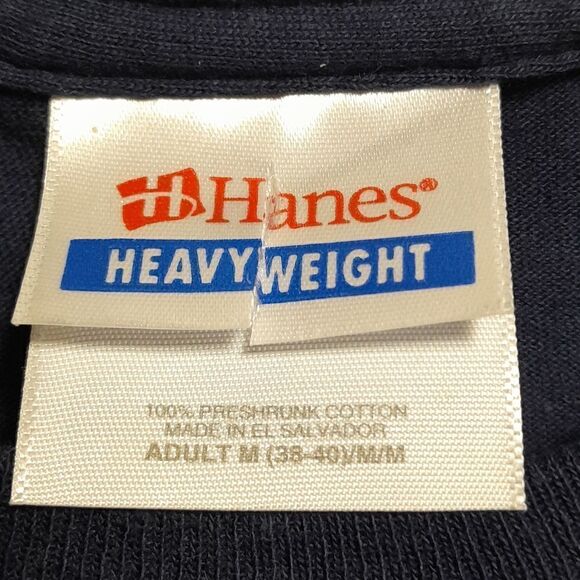 Hanes®
HEAVYWEIGHT
100% PRESHRUNK COTTON
MADE IN EL SALVADOR
ADULT M (38-40)/M/M